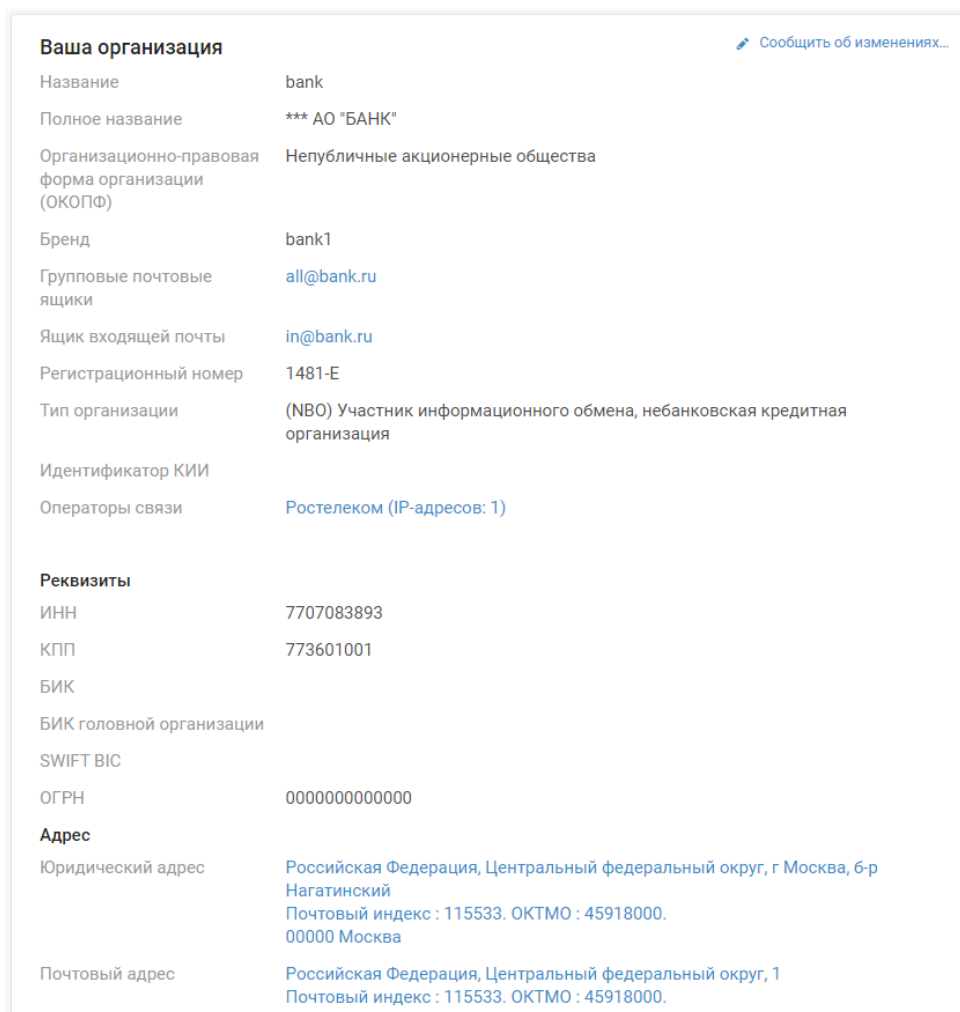 Ваша организация
Сообщить об изменениях...
Название bank
Полное название *** АО "БАНК"
Организационно-правовая Непубличные акционерные общества
форма организации
(ОКОПФ)
Бренд bank1
Групповые почтовые all@bank.ru
ящики
Ящик входящей почты in@bank.ru
Регистрационный номер 1481-Е
Тип организации (NBO) Участник информационного обмена, небанковская кредитная
организация
Идентификатор КИИ
Операторы связи Ростелеком (IP-адресов: 1)
Реквизиты
ИНН 7707083893
КПП 773601001
БИК
БИК головной организации
SWIFT BIC
ОГРН 0000000000000
Адрес
Юридический адрес Российская Федерация, Центральный федеральный округ, г Москва, б-р
Нагатинский
Почтовый индекс : 115533. ОКТМО : 45918000.
00000 Москва
Почтовый адрес Российская Федерация, Центральный федеральный округ, 1
Почтовый индекс : 115533. ОКТМО : 45918000.